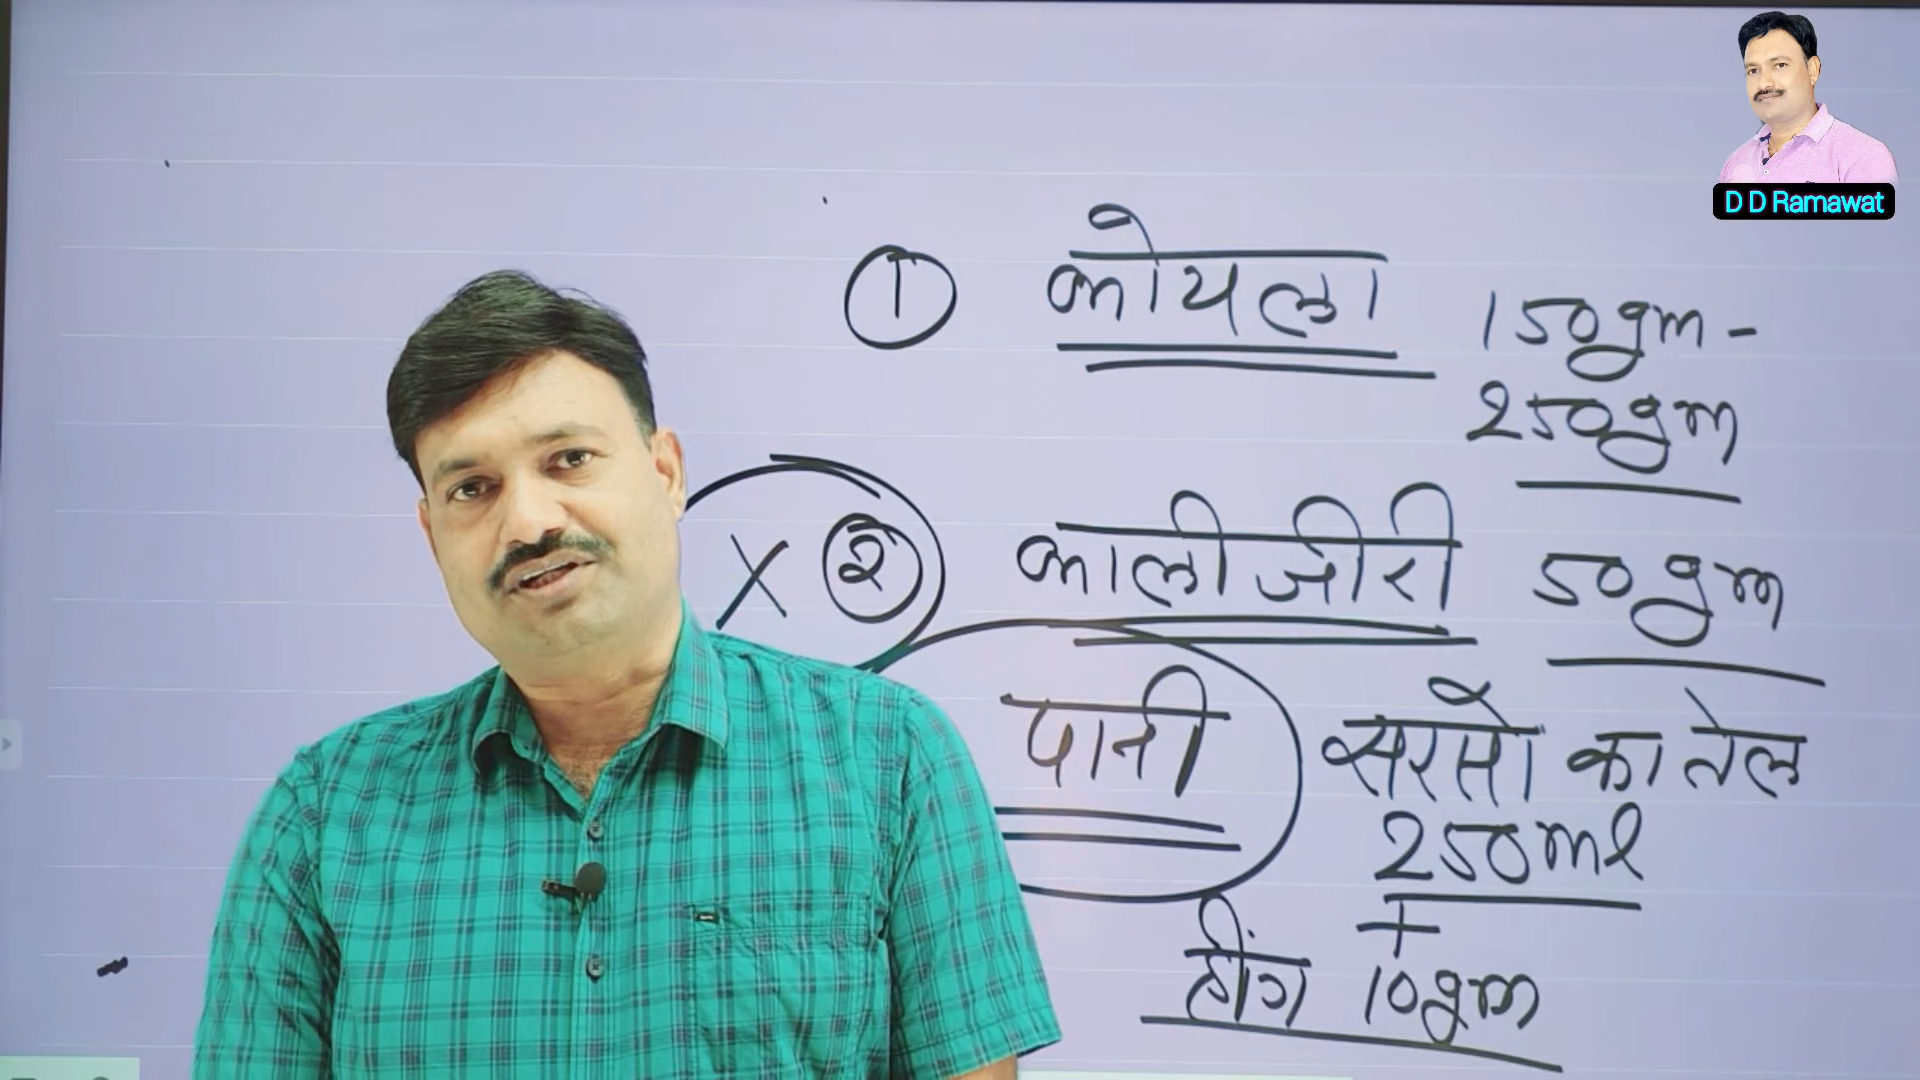 D D Ramawat
① कोयला 150gm -
250gm
X ② कालीजीरी 50gm
पानी सरसो का तेल
250ml
+
हींग 10gm